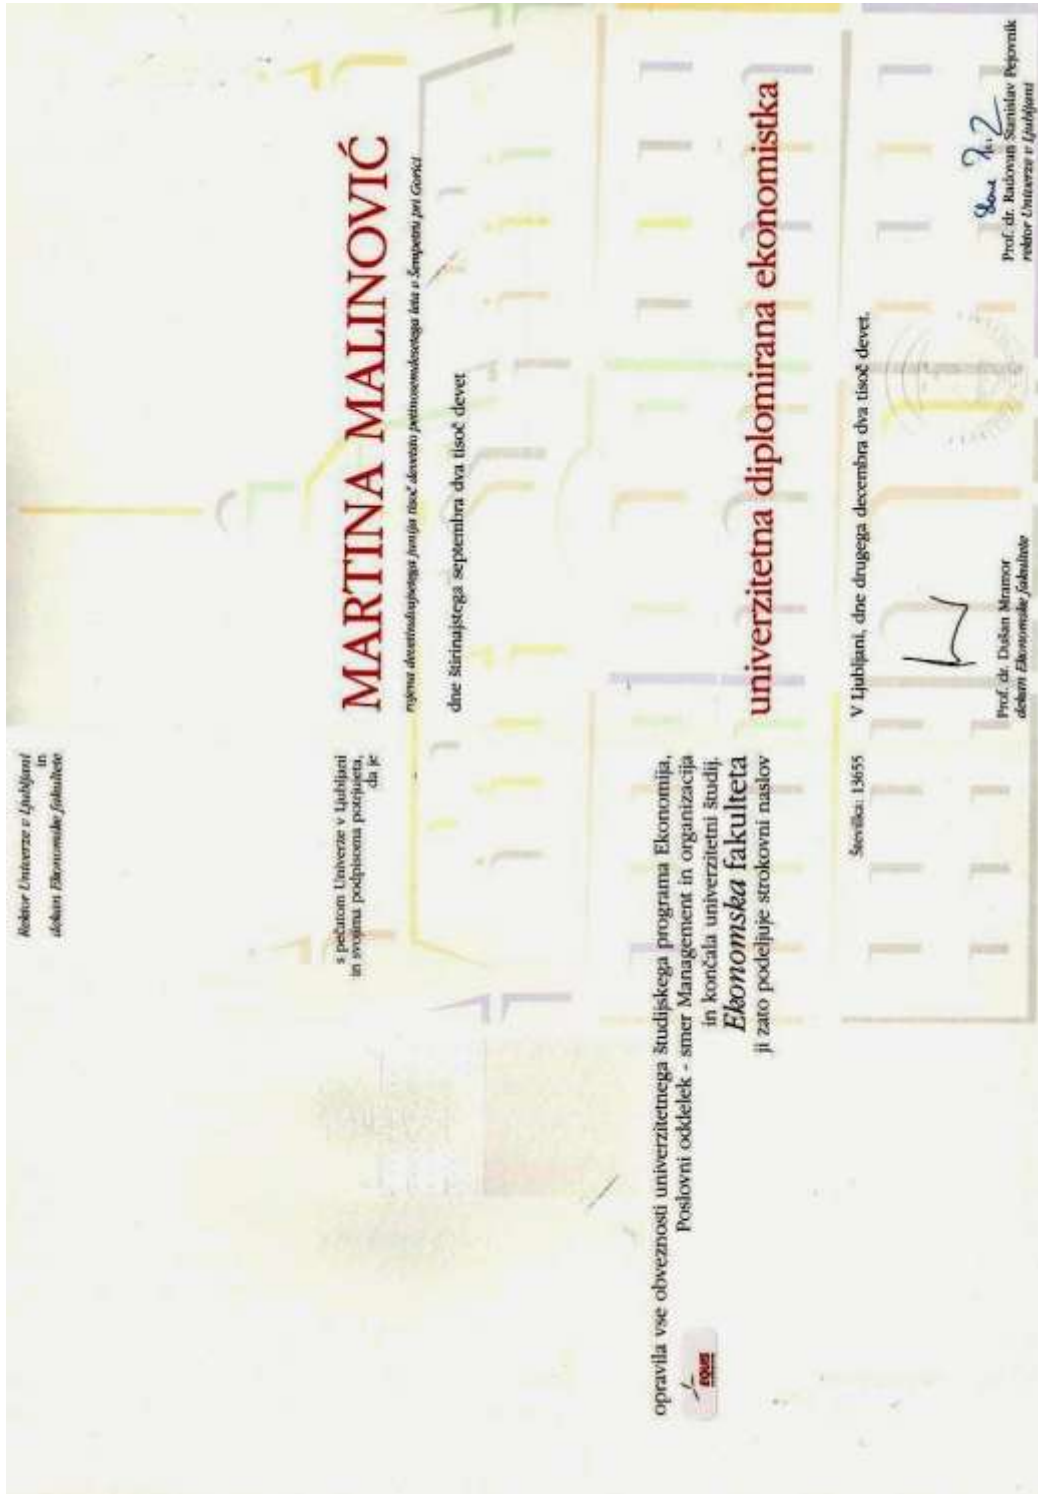 Rektor Univerze v Ljubljani
in
dekan Ekonomske fakultete
s pečatom Univerze v Ljubljani
in svojima podpisoma potrjujeta,
da je
MARTINA MALINOVIĆ
rojena devetindvajsetega junija tisoč devetsto petinosemdesetega leta v Šempetru pri Gorici
dne štirinajstega septembra dva tisoč devet
opravila vse obveznosti univerzitetnega študijskega programa Ekonomija,
Poslovni oddelek - smer Management in organizacija
in končala univerzitetni študij.
Ekonomska fakulteta
ji zato podeljuje strokovni naslov
univerzitetna diplomirana ekonomistka
EQUIS
Številka: 13655
V Ljubljani, dne drugega decembra dva tisoč devet.
Prof. dr. Dušan Mramor
dekan Ekonomske fakultete
Prof. dr. Radovan Stanislav Pejovnik
rektor Univerze v Ljubljani